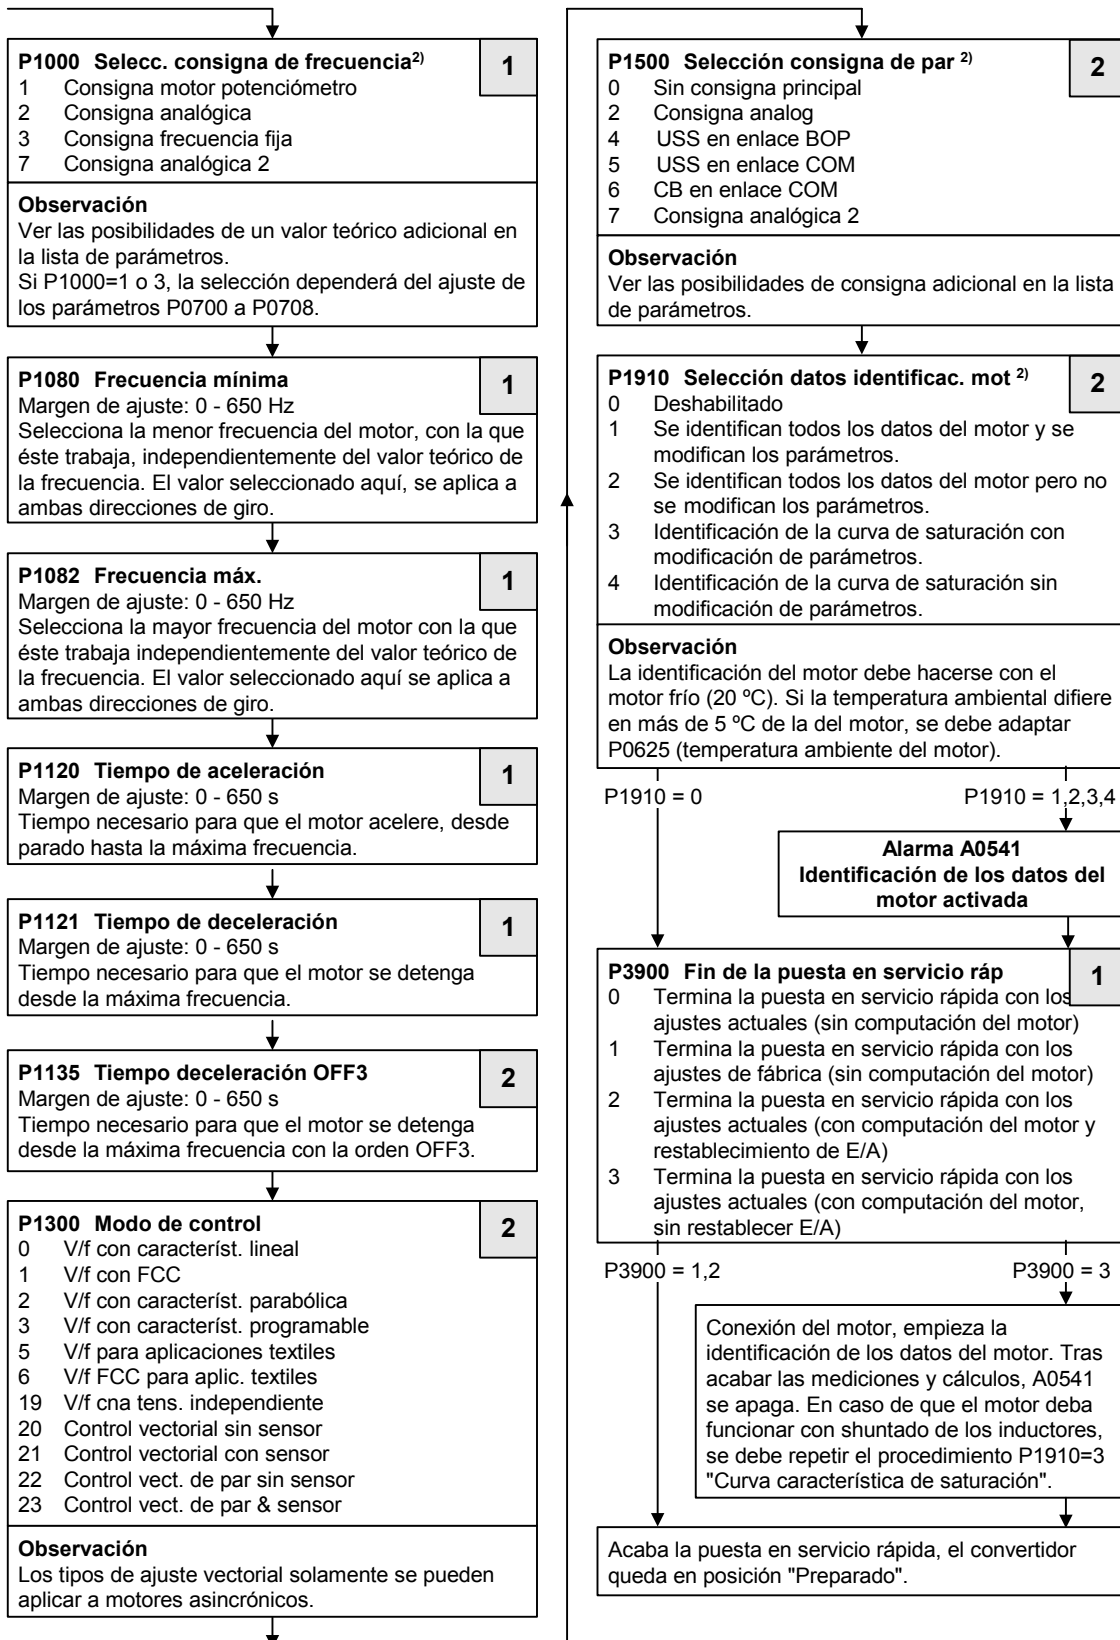 P1000 Selecc. consigna de frecuencia2)
1
1 Consigna motor potenciómetro
2 Consigna analógica
3 Consigna frecuencia fija
7 Consigna analógica 2
Observación
Ver las posibilidades de un valor teórico adicional en
la lista de parámetros.
Si P1000=1 o 3, la selección dependerá del ajuste de
los parámetros P0700 a P0708.
P1080 Frecuencia mínima
1
Margen de ajuste: 0 - 650 Hz
Selecciona la menor frecuencia del motor, con la que
éste trabaja, independientemente del valor teórico de
la frecuencia. El valor seleccionado aquí, se aplica a
ambas direcciones de giro.
P1082 Frecuencia máx.
1
Margen de ajuste: 0 - 650 Hz
Selecciona la mayor frecuencia del motor con la que
éste trabaja independientemente del valor teórico de
la frecuencia. El valor seleccionado aquí se aplica a
ambas direcciones de giro.
P1120 Tiempo de aceleración
1
Margen de ajuste: 0 - 650 s
Tiempo necesario para que el motor acelere, desde
parado hasta la máxima frecuencia.
P1121 Tiempo de deceleración
1
Margen de ajuste: 0 - 650 s
Tiempo necesario para que el motor se detenga
desde la máxima frecuencia.
P1135 Tiempo deceleración OFF3
2
Margen de ajuste: 0 - 650 s
Tiempo necesario para que el motor se detenga
desde la máxima frecuencia con la orden OFF3.
P1300 Modo de control
2
0 V/f con característ. lineal
1 V/f con FCC
2 V/f con característ. parabólica
3 V/f con característ. programable
5 V/f para aplicaciones textiles
6 V/f FCC para aplic. textiles
19 V/f cna tens. independiente
20 Control vectorial sin sensor
21 Control vectorial con sensor
22 Control vect. de par sin sensor
23 Control vect. de par & sensor
Observación
Los tipos de ajuste vectorial solamente se pueden
aplicar a motores asincrónicos.
P1500 Selección consigna de par 2)
2
0 Sin consigna principal
2 Consigna analog
4 USS en enlace BOP
5 USS en enlace COM
6 CB en enlace COM
7 Consigna analógica 2
Observación
Ver las posibilidades de consigna adicional en la lista
de parámetros.
P1910 Selección datos identificac. mot 2)
2
0 Deshabilitado
1 Se identifican todos los datos del motor y se
modifican los parámetros.
2 Se identifican todos los datos del motor pero no
se modifican los parámetros.
3 Identificación de la curva de saturación con
modificación de parámetros.
4 Identificación de la curva de saturación sin
modificación de parámetros.
Observación
La identificación del motor debe hacerse con el
motor frío (20 ºC). Si la temperatura ambiental difiere
en más de 5 ºC de la del motor, se debe adaptar
P0625 (temperatura ambiente del motor).
P1910 = 0
P1910 = 1,2,3,4
Alarma A0541
Identificación de los datos del
motor activada
P3900 Fin de la puesta en servicio ráp
1
0 Termina la puesta en servicio rápida con los
ajustes actuales (sin computación del motor)
1 Termina la puesta en servicio rápida con los
ajustes de fábrica (sin computación del motor)
2 Termina la puesta en servicio rápida con los
ajustes actuales (con computación del motor y
restablecimiento de E/A)
3 Termina la puesta en servicio rápida con los
ajustes actuales (con computación del motor,
sin restablecer E/A)
P3900 = 1,2
P3900 = 3
Conexión del motor, empieza la
identificación de los datos del motor. Tras
acabar las mediciones y cálculos, A0541
se apaga. En caso de que el motor deba
funcionar con shuntado de los inductores,
se debe repetir el procedimiento P1910=3
"Curva característica de saturación".
Acaba la puesta en servicio rápida, el convertidor
queda en posición "Preparado".